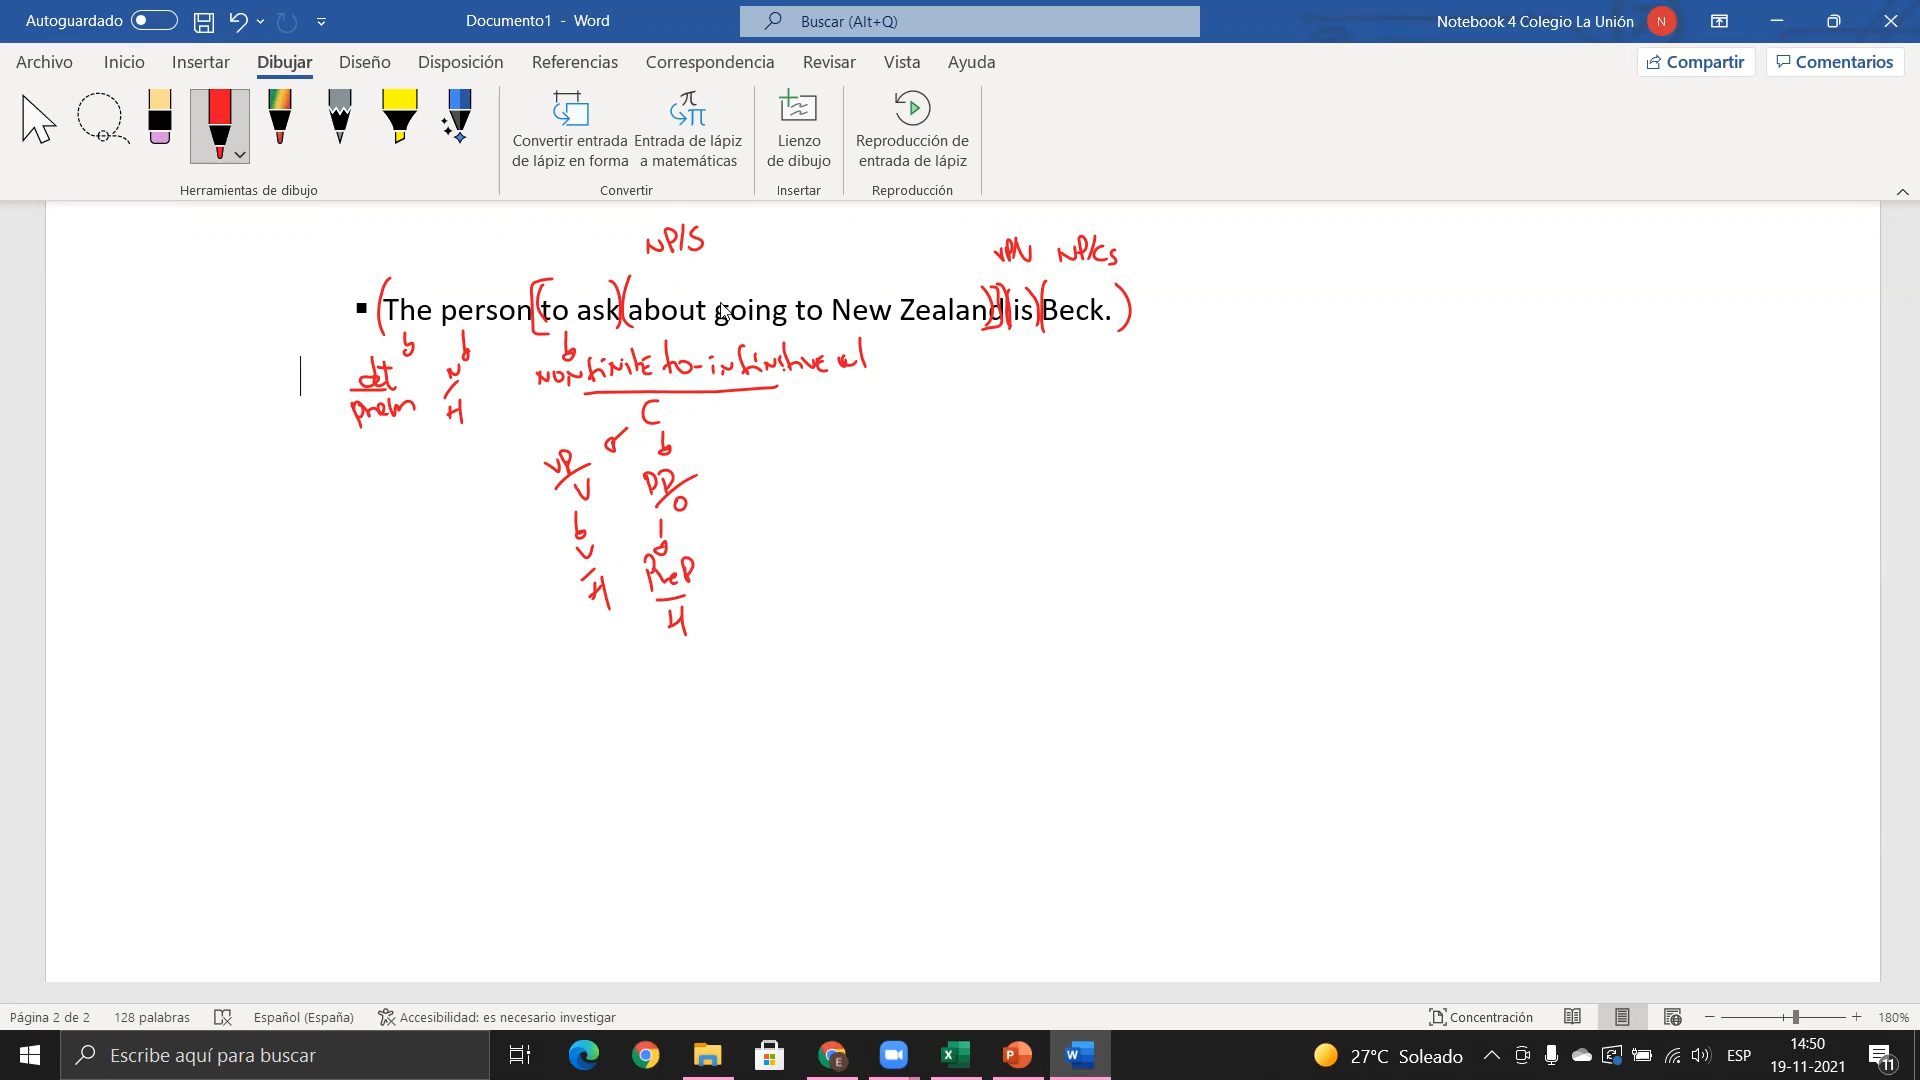 Autoguardado Documento1 - Word Buscar (Alt+Q) Notebook 4 Colegio La Unión N
Archivo Inicio Insertar Dibujar Diseño Disposición Referencias Correspondencia Revisar Vista Ayuda Compartir Comentarios
Convertir entrada de lápiz en forma
Entrada de lápiz a matemáticas
Lienzo de dibujo
Reproducción de entrada de lápiz
Herramientas de dibujo Convertir Insertar Reproducción
NP/S NP/Cs
▪ (The person [(to ask)(about going to New Zealand)])(is)(Beck.)
det N nonfinite to-infinitive cl
prem H C
VP PP
V O
V PreP
H H
Página 2 de 2 128 palabras Español (España) Accesibilidad: es necesario investigar Concentración 180%
Escribe aquí para buscar 27°C Soleado ESP 14:50
19-11-2021 11